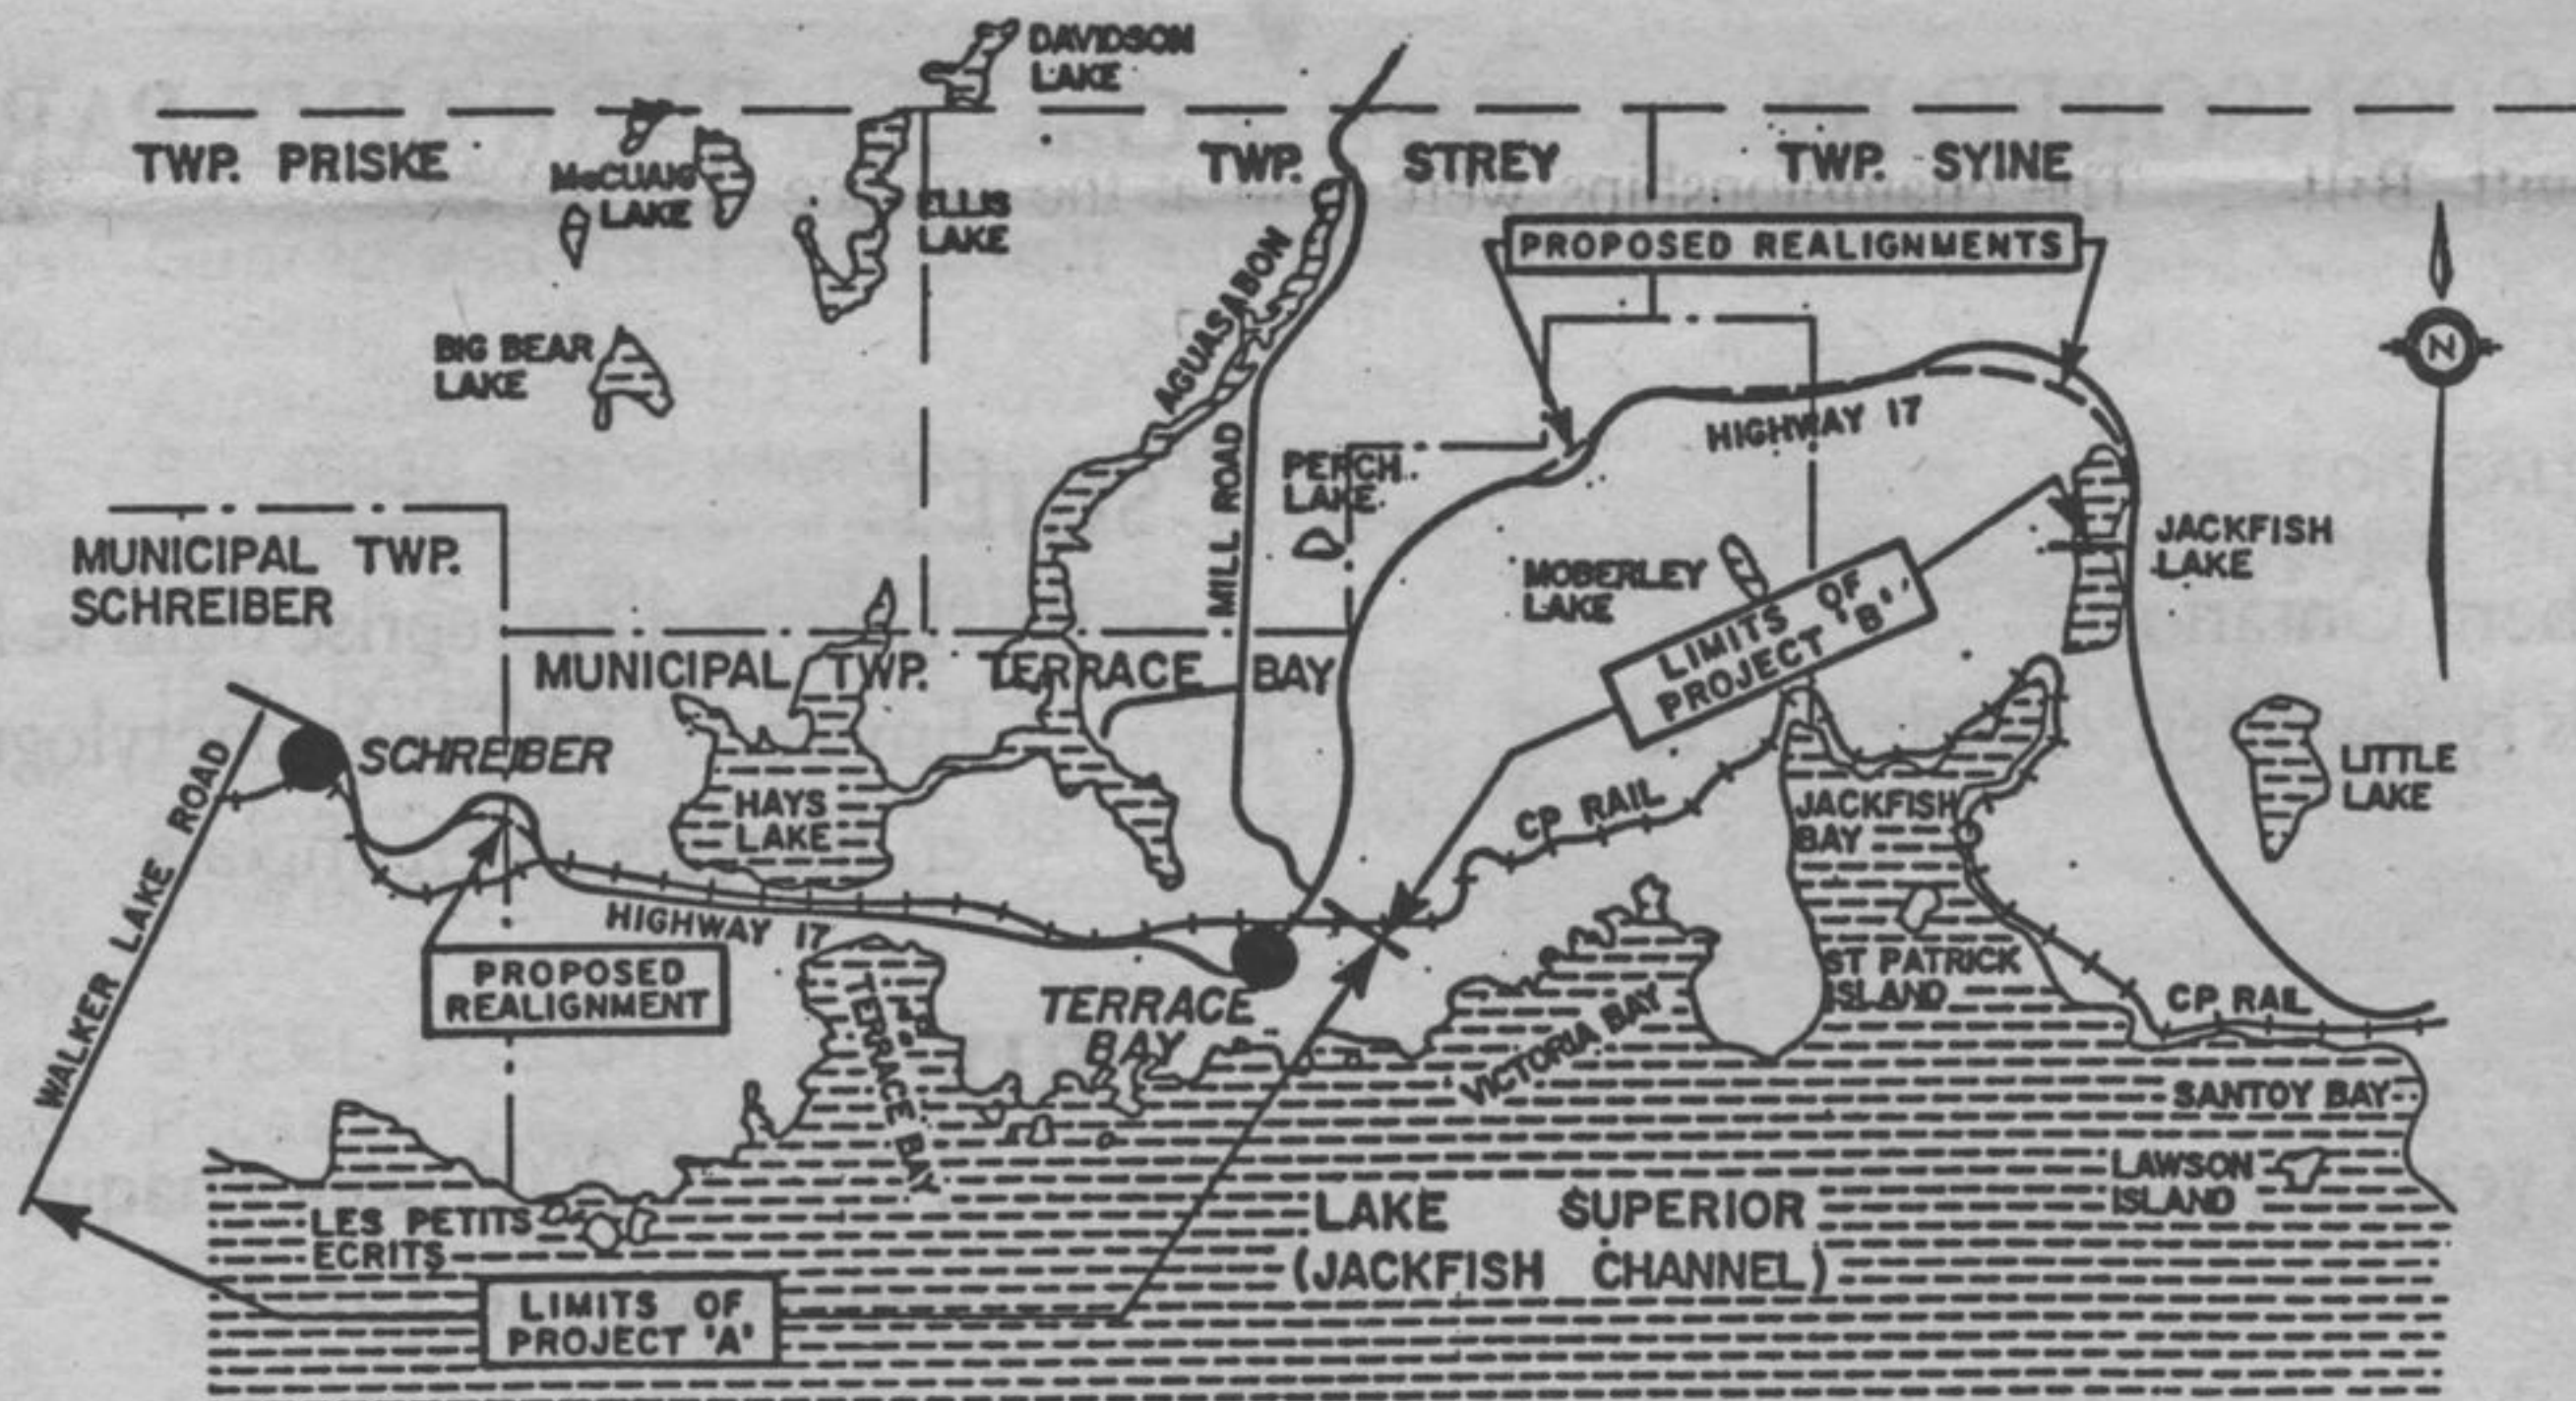 DAVIDSON
LAKE
TWP. PRISKE
McCUAIG
LAKE
ELLIS
LAKE
TWP. STREY
TWP. SYINE
PROPOSED REALIGNMENTS
N
BIG BEAR
LAKE
AGUASABON
HIGHWAY 17
MILL ROAD
PERCH
LAKE
MUNICIPAL TWP.
SCHREIBER
MOBERLEY
LAKE
LIMITS OF
PROJECT 'B'
JACKFISH
LAKE
MUNICIPAL TWP. TERRACE BAY
SCHREIBER
WALKER LAKE ROAD
HAYS
LAKE
CP RAIL
JACKFISH
BAY
LITTLE
LAKE
HIGHWAY 17
PROPOSED
REALIGNMENT
TERRACE
BAY
TERRACE BAY
VICTORIA BAY
ST PATRICK
ISLAND
CP RAIL
SANTOY BAY
LAWSON
ISLAND
LES PETITS
ECRITS
LAKE SUPERIOR
(JACKFISH CHANNEL)
LIMITS OF
PROJECT 'A'